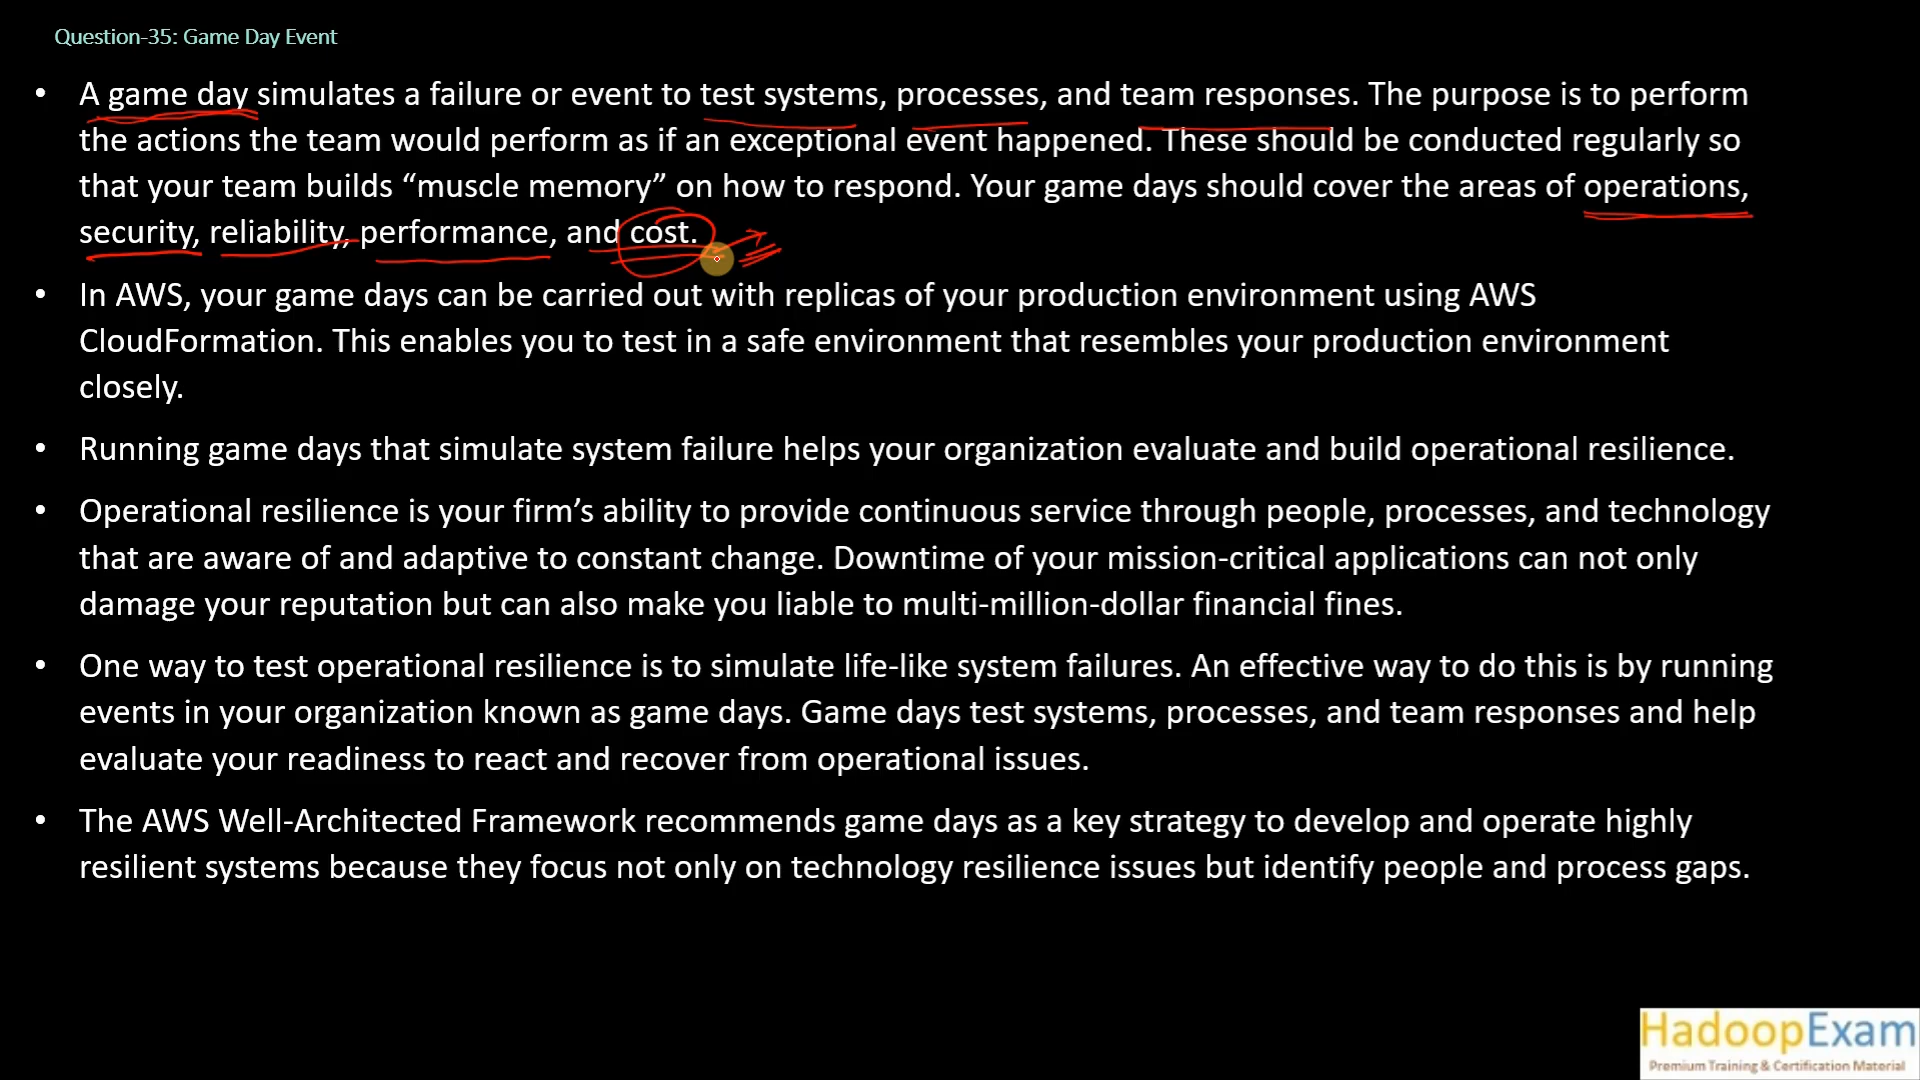 Question-35: Game Day Event
• A game day simulates a failure or event to test systems, processes, and team responses. The purpose is to perform
the actions the team would perform as if an exceptional event happened. These should be conducted regularly so
that your team builds “muscle memory” on how to respond. Your game days should cover the areas of operations,
security, reliability, performance, and cost.
• In AWS, your game days can be carried out with replicas of your production environment using AWS
CloudFormation. This enables you to test in a safe environment that resembles your production environment
closely.
• Running game days that simulate system failure helps your organization evaluate and build operational resilience.
• Operational resilience is your firm’s ability to provide continuous service through people, processes, and technology
that are aware of and adaptive to constant change. Downtime of your mission-critical applications can not only
damage your reputation but can also make you liable to multi-million-dollar financial fines.
• One way to test operational resilience is to simulate life-like system failures. An effective way to do this is by running
events in your organization known as game days. Game days test systems, processes, and team responses and help
evaluate your readiness to react and recover from operational issues.
• The AWS Well-Architected Framework recommends game days as a key strategy to develop and operate highly
resilient systems because they focus not only on technology resilience issues but identify people and process gaps.
HadoopExam
Premium Training & Certification Material